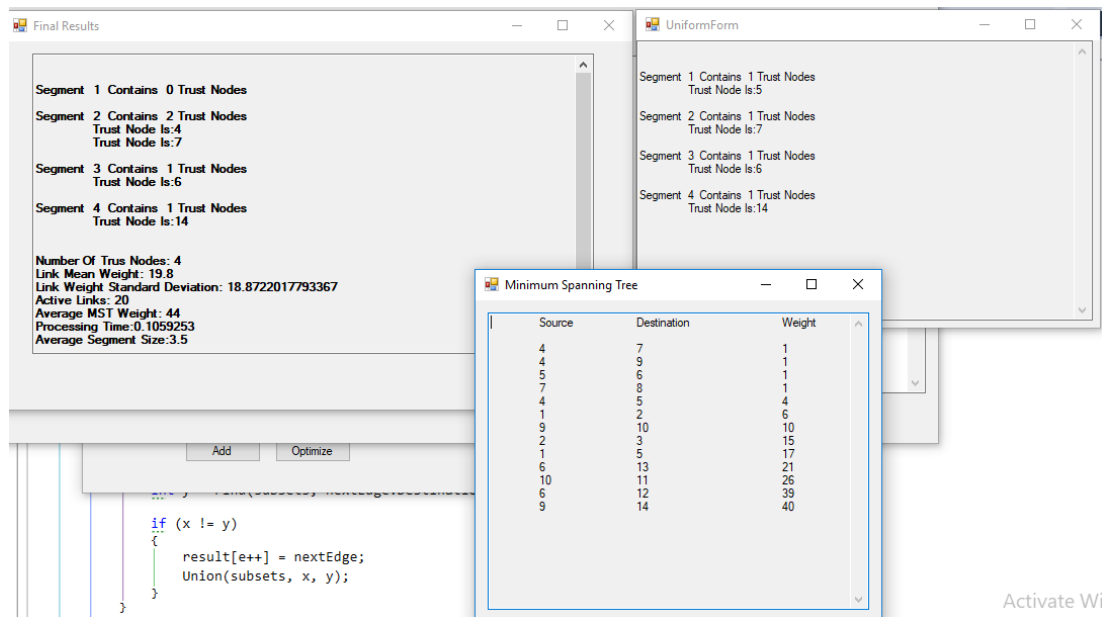 Final Results
Segment 1 Contains 0 Trust Nodes
Segment 2 Contains 2 Trust Nodes
Trust Node Is:4
Trust Node Is:7
Segment 3 Contains 1 Trust Nodes
Trust Node Is:6
Segment 4 Contains 1 Trust Nodes
Trust Node Is:14
Number Of Trus Nodes: 4
Link Mean Weight: 19.8
Link Weight Standard Deviation: 18.8722017793367
Active Links: 20
Average MST Weight: 44
Processing Time:0.1059253
Average Segment Size:3.5
UniformForm
Segment 1 Contains 1 Trust Nodes
Trust Node Is:5
Segment 2 Contains 1 Trust Nodes
Trust Node Is:7
Segment 3 Contains 1 Trust Nodes
Trust Node Is:6
Segment 4 Contains 1 Trust Nodes
Trust Node Is:14
Minimum Spanning Tree
Source Destination Weight
4 7 1
4 9 1
5 6 1
7 8 1
4 5 4
1 2 6
9 10 10
2 3 15
1 5 17
6 13 21
10 11 26
6 12 39
9 14 40
Add Optimize
if (x != y)
{
result[e++] = nextEdge;
Union(subsets, x, y);
}
}
Activate Wi